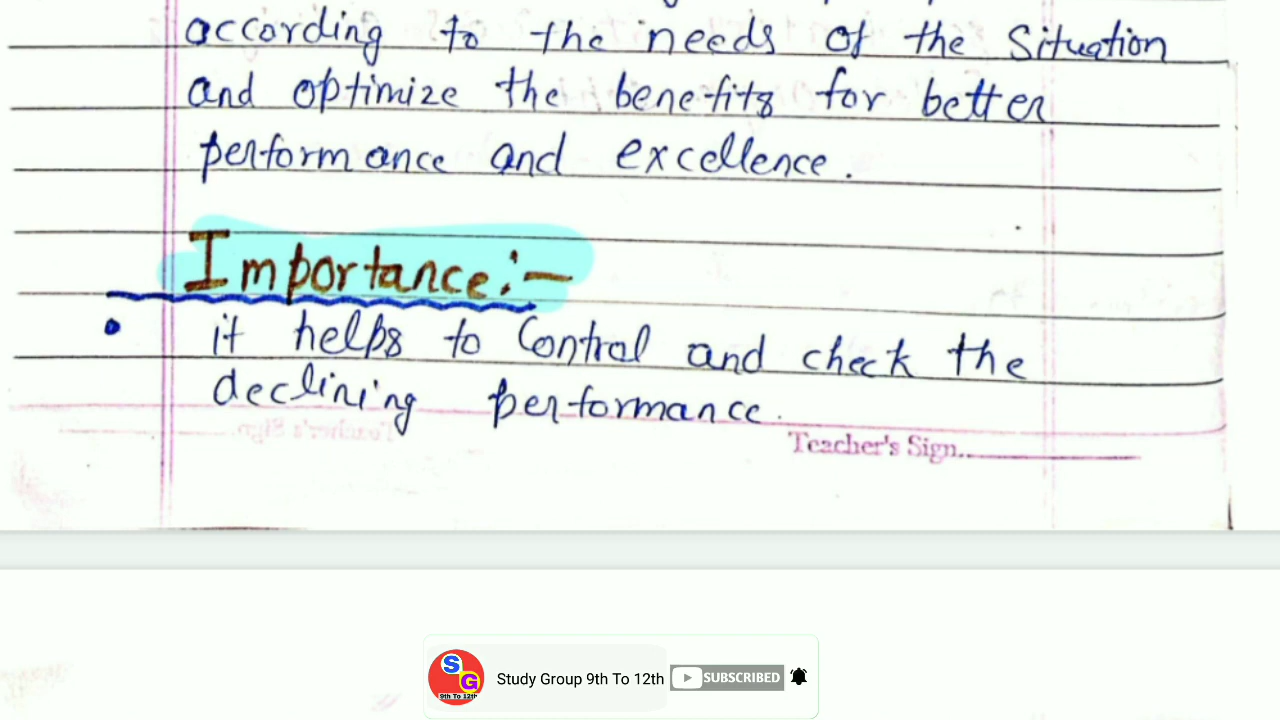 according to the needs of the Situation
and optimize the benefits for better
performance and excellence.
Importance:-
• it helps to Control and check the
declining performance.
Teacher's Sign..
SG
9th To 12th
Study Group 9th To 12th
SUBSCRIBED